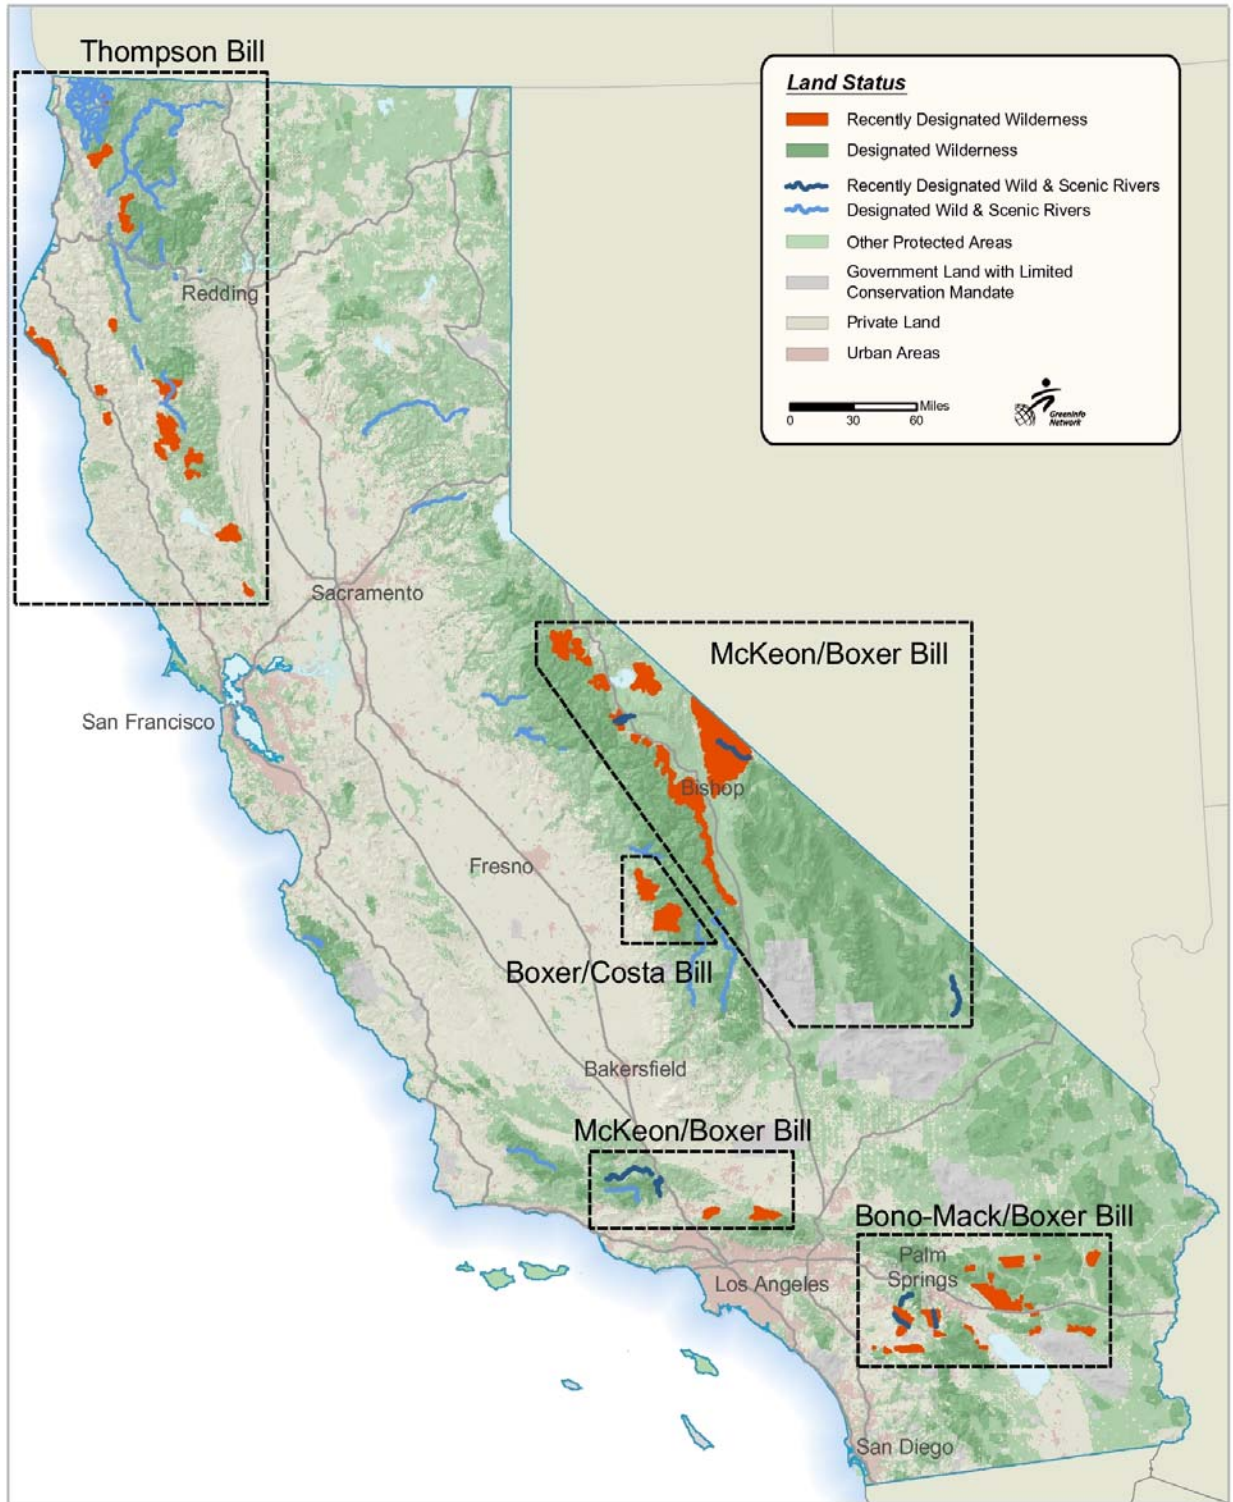 Thompson Bill
Land Status
Recently Designated Wilderness
Designated Wilderness
Recently Designated Wild & Scenic Rivers
Designated Wild & Scenic Rivers
Other Protected Areas
Government Land with Limited
Conservation Mandate
Private Land
Urban Areas
Miles
0 30 60
GreenInfo
Network
Redding
Sacramento
McKeon/Boxer Bill
San Francisco
Bishop
Fresno
Boxer/Costa Bill
Bakersfield
McKeon/Boxer Bill
Bono-Mack/Boxer Bill
Palm
Springs
Los Angeles
San Diego